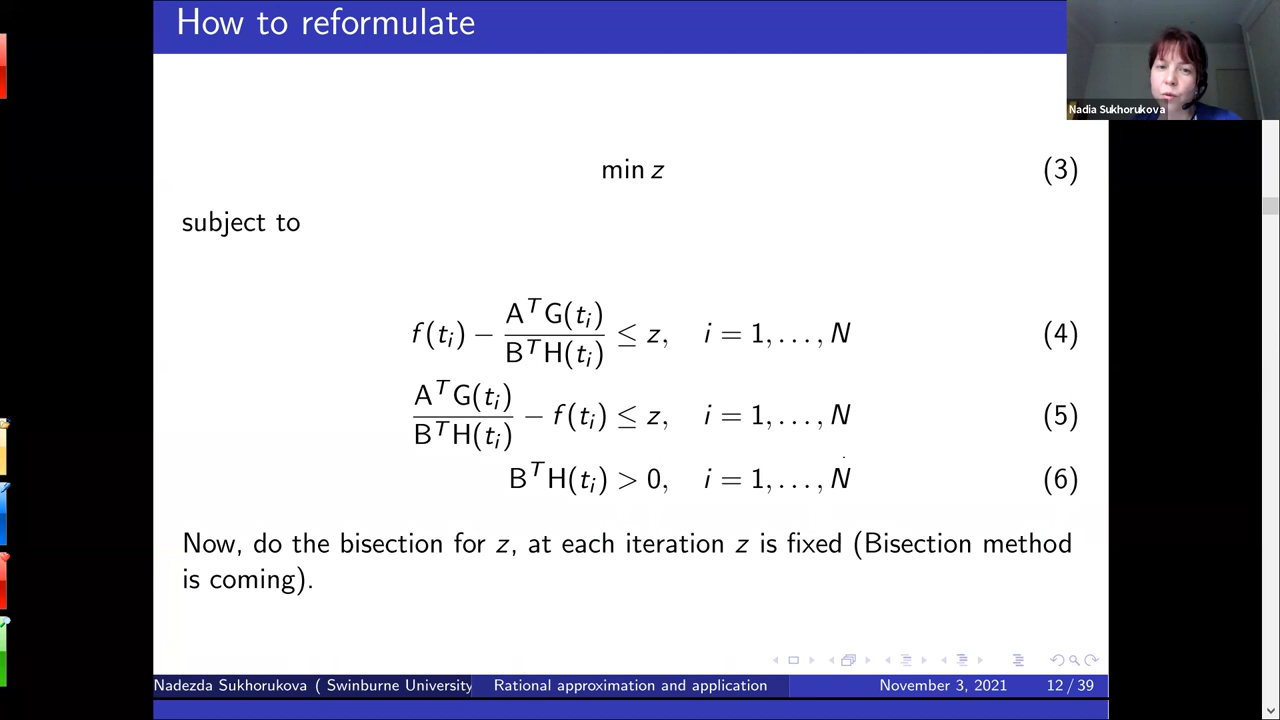 How to reformulate
Nadia Sukhorukova
min z (3)
subject to
f(tᵢ) − AᵀG(tᵢ)/BᵀH(tᵢ) ≤ z, i = 1, . . . , N (4)
AᵀG(tᵢ)/BᵀH(tᵢ) − f(tᵢ) ≤ z, i = 1, . . . , N (5)
BᵀH(tᵢ) > 0, i = 1, . . . , N (6)
Now, do the bisection for z, at each iteration z is fixed (Bisection method
is coming).
Nadezda Sukhorukova ( Swinburne University Rational approximation and application November 3, 2021 12 / 39